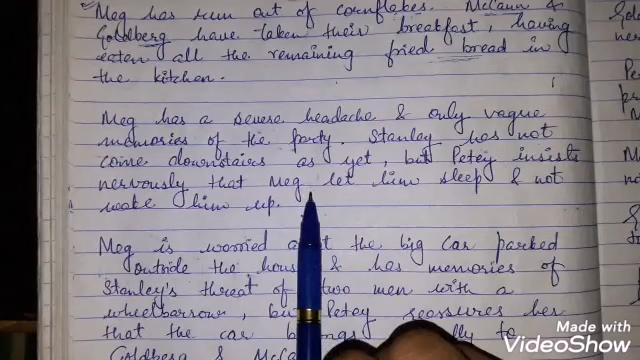 Meg has run out of cornflakes. McCann &
Goldberg have taken their breakfast, having
eaten all the remaining fried bread in
the kitchen.
Meg has a severe headache & only vague
memories of the party. Stanley has not
come downstairs as yet, but Petey insists
nervously that Meg let him sleep & not
wake him up.
Meg is worried about the big car parked
outside the house & has memories of
Stanley's threat of two men with a
wheelbarrow, but Petey reassures her
that the car belongs to
Goldberg & McCann
Made with
VideoShow